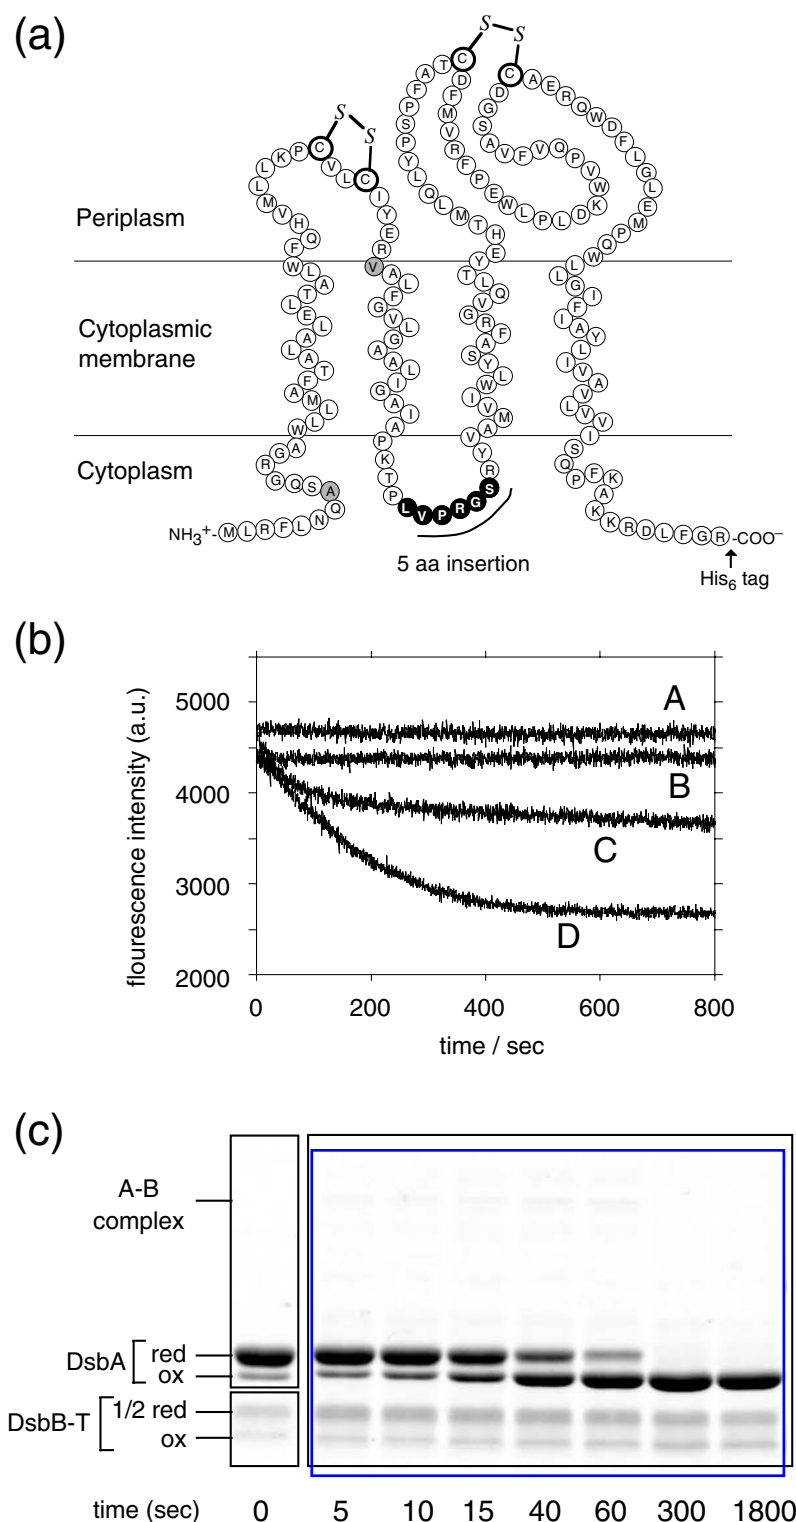 (a)
S S
S S
Periplasm
Cytoplasmic
membrane
Cytoplasm
NH3+-
M L R F L N Q A S Q G R G A W L L M F A T A L A L E L T A L W F Q H V M L L K P C V L C I Y E R V A L F G V L G A A L I G A I A P K T P L V P R G S R Y V A M V I W L Y S A F R G V Q L T Y E H T M L Q L Y P S P F A T C D F M V R F P E W L P L D K W V P Q V F V A S G D C A E R Q W D F L G L E M P Q W L L G I F I A Y L I V A V L V V I S Q P F K A K K R D L F G R
-COO−
5 aa insertion
His6 tag
(b)
flourescence intensity (a.u.)
5000
4000
3000
2000
A
B
C
D
0 200 400 600 800
time / sec
(c)
A-B
complex
DsbA
red
ox
DsbB-T
1/2 red
ox
time (sec) 0 5 10 15 40 60 300 1800